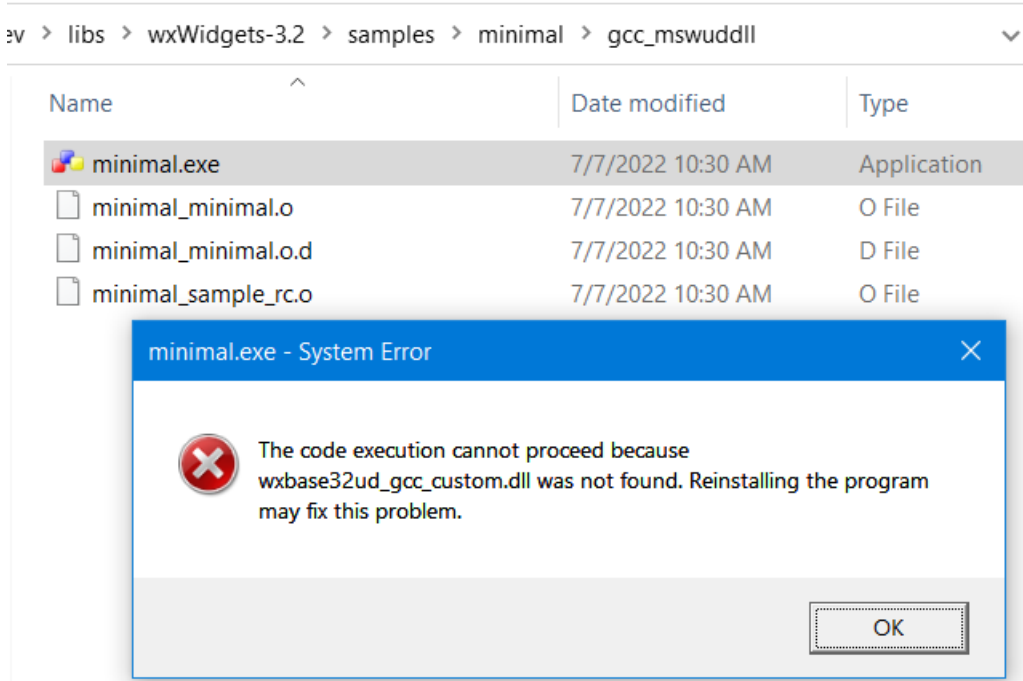 ev > libs > wxWidgets-3.2 > samples > minimal > gcc_mswuddll
Name Date modified Type
minimal.exe 7/7/2022 10:30 AM Application
minimal_minimal.o 7/7/2022 10:30 AM O File
minimal_minimal.o.d 7/7/2022 10:30 AM D File
minimal_sample_rc.o 7/7/2022 10:30 AM O File
minimal.exe - System Error
The code execution cannot proceed because
wxbase32ud_gcc_custom.dll was not found. Reinstalling the program
may fix this problem.
OK